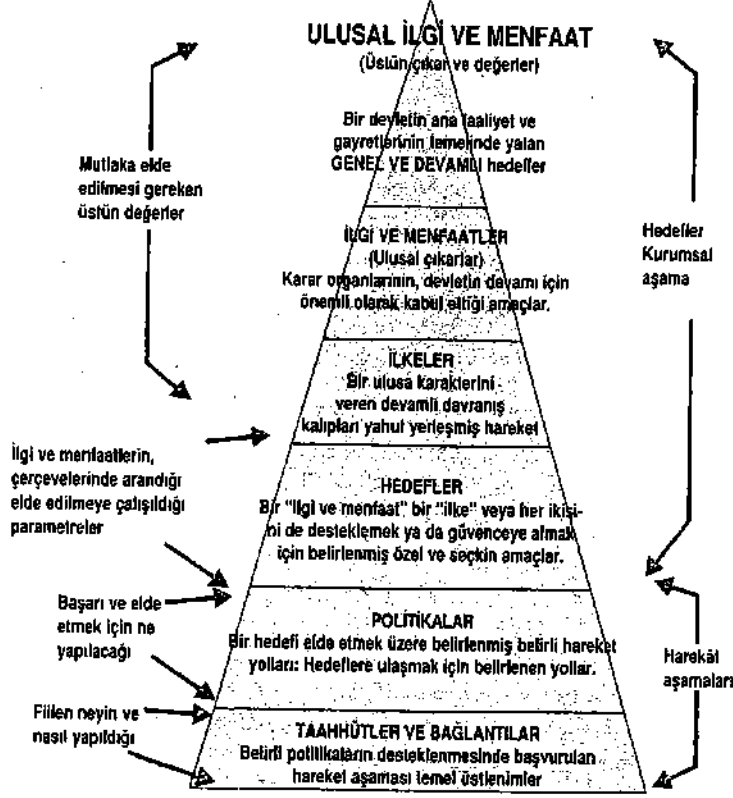 ULUSAL İLGİ VE MENFAAT
(Üstün çıkar ve değerler)
Bir devletin ana faaliyet ve
gayretlerinin temelinde yatan
GENEL VE DEVAMLI hedefler
Mutlaka elde
edilmesi gereken
üstün değerler
Hedefler
Kurumsal
aşama
İLGİ VE MENFAATLER
(Ulusal çıkarlar)
Karar organlarının, devletin devamı için
önemli olarak kabul ettiği amaçlar.
İLKELER
Bir ulusa karakterini
veren devamli davranış
kalıpları yahut yerleşmiş hareket
İlgi ve menfaatlerin,
çerçevelerinde arandığı
elde edilmeye çalışıldığı
parametreler
HEDEFLER
Bir "ilgi ve menfaat" bir "ilke" veya her ikisi-
ni de desteklemek ya da güvenceye almak
için belirlenmiş özel ve seçkin amaçlar.
Başarı ve elde
etmek için ne
yapılacağı
POLİTİKALAR
Bir hedefi elde etmek üzere belirlenmiş belirli hareket
yolları: Hedeflere ulaşmak için belirlenen yollar.
Harekât
aşamaları
Fiilen neyin ve
nasıl yapıldığı
TAAHHÜTLER VE BAĞLANTILAR
Belirli politikaların desteklenmesinde başvurulan
hareket aşaması temel üstlenimler